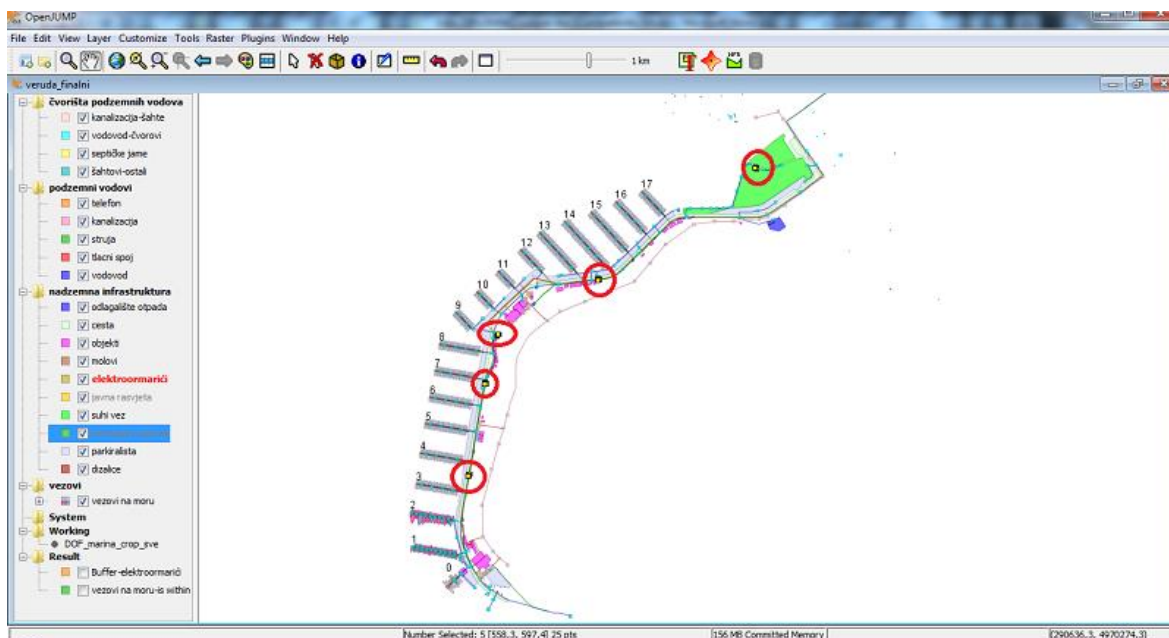 OpenJUMP
File Edit View Layer Customize Tools Raster Plugins Window Help
1 km
veruda_finalni
čvorišta podzemnih vodova
kanalizacija-šahte
vodovod-čvorovi
septičke jame
šahtovi-ostali
podzemni vodovi
telefon
kanalizacija
struja
tlacni spoj
vodovod
nadzemna infrastruktura
odlagalište otpada
cesta
objekti
molovi
elektroormarići
javna rasvjeta
suhi vez
parkiralista
dizalice
vezovi
vezovi na moru
System
Working
DOF_marina_crop_sve
Result
Buffer-elektroormarići
vezovi na moru-is within
17
16
15
14
13
12
11
10
9
8
7
6
5
4
3
2
1
0
Number Selected: 5 [558.3, 597.4] 25 pts
156 MB Committed Memory
(290636.3, 4970274.3)